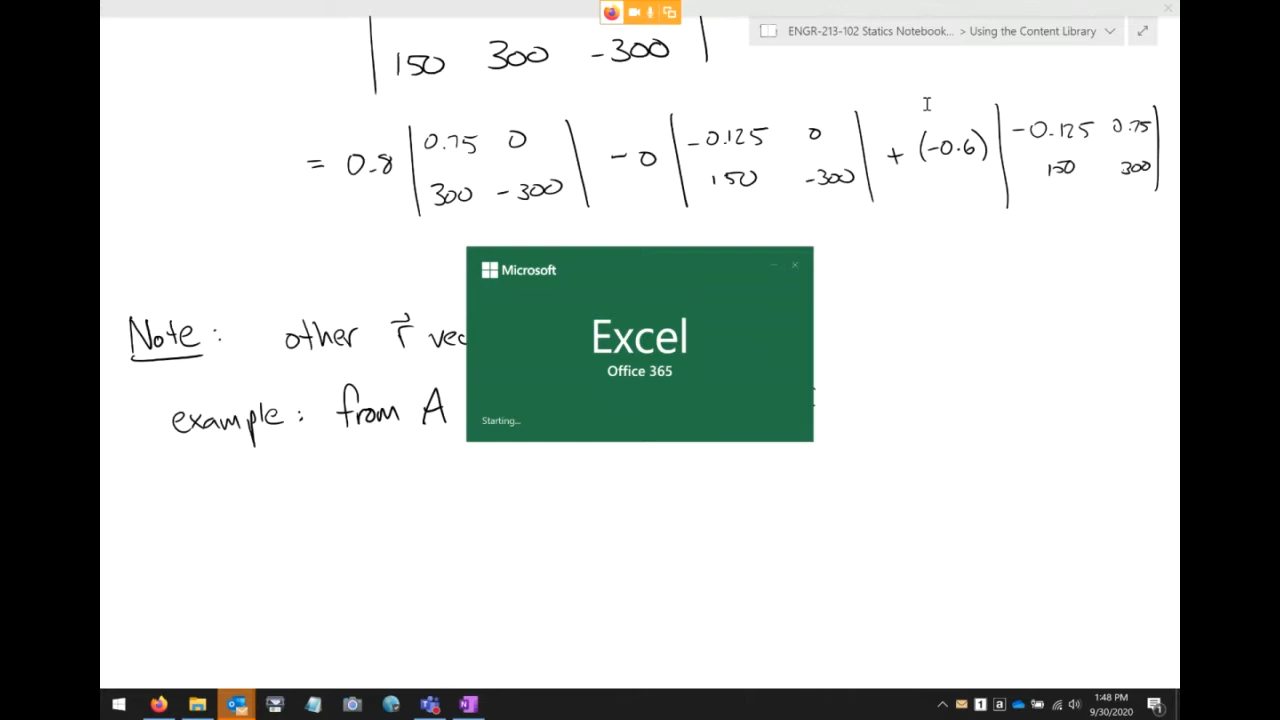 ENGR-213-102 Statics Notebook... > Using the Content Library
150 300 -300
= 0.8 | 0.75 0 | - 0 | -0.125 0 | + (-0.6) | -0.125 0.75 |
| 300 -300 | | 150 -300 | | 150 300 |
Microsoft
Excel
Office 365
Starting...
Note: other r⃗ vec
example: from A
1:48 PM
9/30/2020